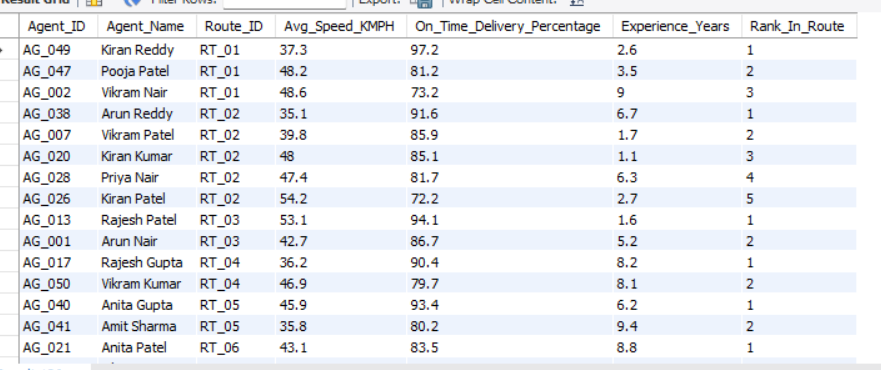 Result Grid Filter Rows: Export: Wrap Cell Content:
Agent_ID Agent_Name Route_ID Avg_Speed_KMPH On_Time_Delivery_Percentage Experience_Years Rank_In_Route
AG_049 Kiran Reddy RT_01 37.3 97.2 2.6 1
AG_047 Pooja Patel RT_01 48.2 81.2 3.5 2
AG_002 Vikram Nair RT_01 48.6 73.2 9 3
AG_038 Arun Reddy RT_02 35.1 91.6 6.7 1
AG_007 Vikram Patel RT_02 39.8 85.9 1.7 2
AG_020 Kiran Kumar RT_02 48 85.1 1.1 3
AG_028 Priya Nair RT_02 47.4 81.7 6.3 4
AG_026 Kiran Patel RT_02 54.2 72.2 2.7 5
AG_013 Rajesh Patel RT_03 53.1 94.1 1.6 1
AG_001 Arun Nair RT_03 42.7 86.7 5.2 2
AG_017 Rajesh Gupta RT_04 36.2 90.4 8.2 1
AG_050 Vikram Kumar RT_04 46.9 79.7 8.1 2
AG_040 Anita Gupta RT_05 45.9 93.4 6.2 1
AG_041 Amit Sharma RT_05 35.8 80.2 9.4 2
AG_021 Anita Patel RT_06 43.1 83.5 8.8 1